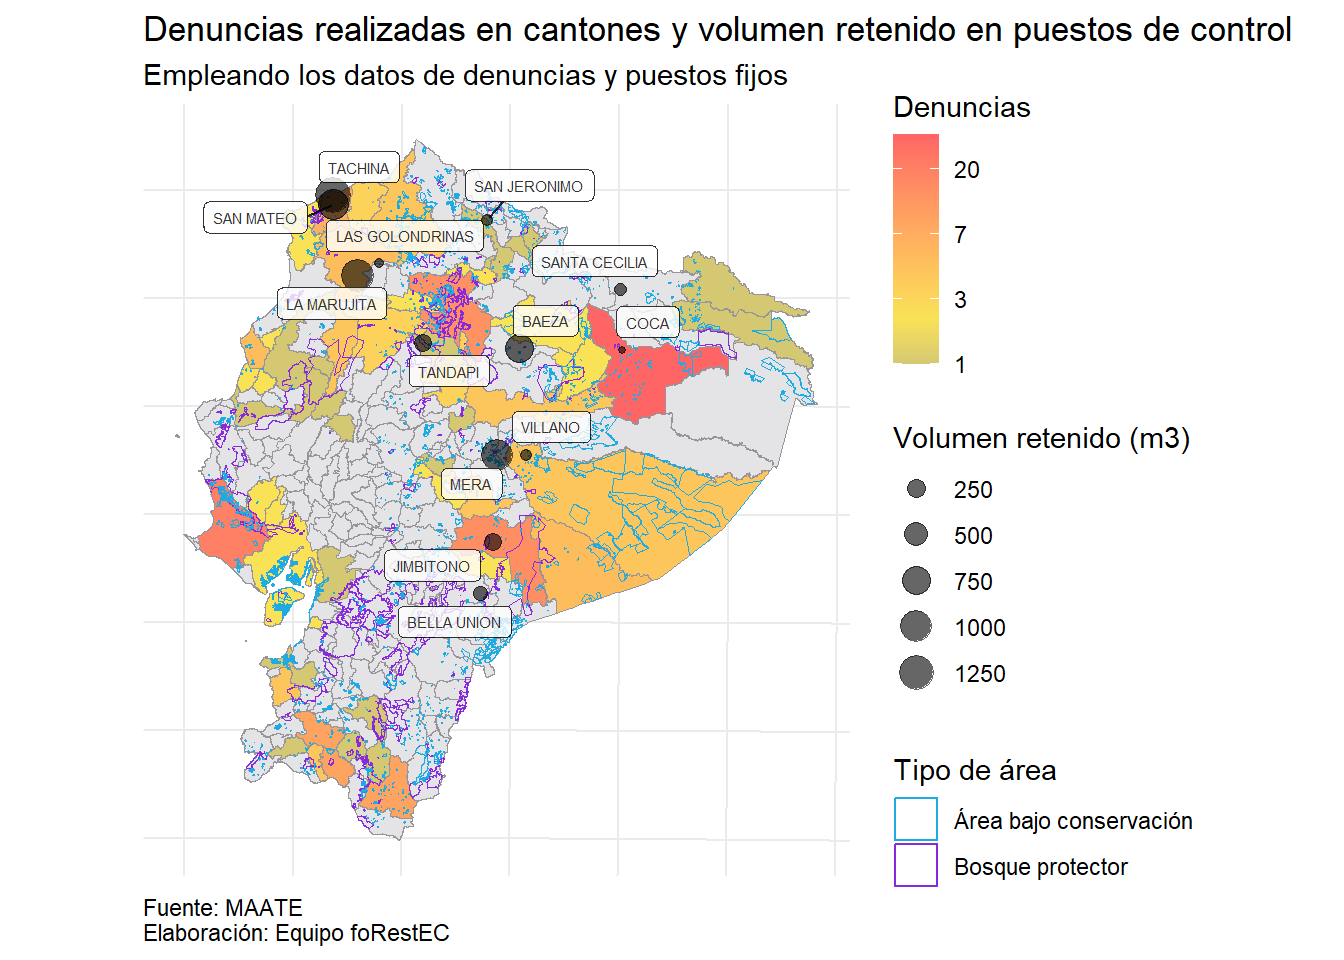 Denuncias realizadas en cantones y volumen retenido en puestos de control
Empleando los datos de denuncias y puestos fijos
TACHINA
SAN JERONIMO
SAN MATEO
LAS GOLONDRINAS
SANTA CECILIA
LA MARUJITA
BAEZA
COCA
TANDAPI
VILLANO
MERA
JIMBITONO
BELLA UNION
Denuncias
20
7
3
1
Volumen retenido (m3)
250
500
750
1000
1250
Tipo de área
Área bajo conservación
Bosque protector
Fuente: MAATE
Elaboración: Equipo foRestEC